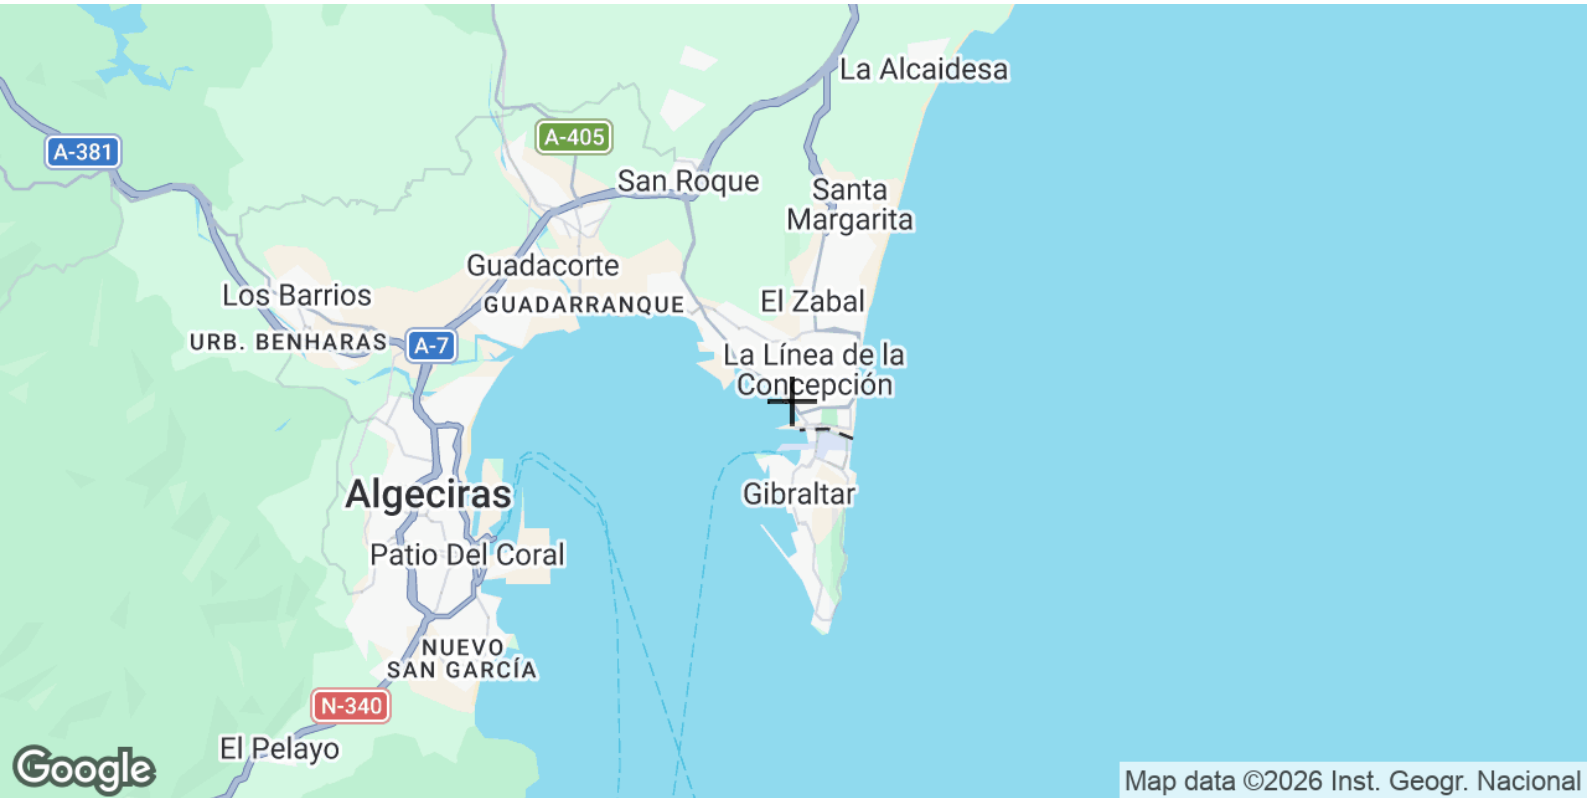 La Alcaidesa
A-405
A-381
San Roque
Santa
Margarita
Guadacorte
Los Barrios
GUADARRANQUE
El Zabal
URB. BENHARAS
A-7
La Línea de la
Concepción
Algeciras
Gibraltar
Patio Del Coral
NUEVO
SAN GARCÍA
N-340
El Pelayo
Google
Map data ©2026 Inst. Geogr. Nacional